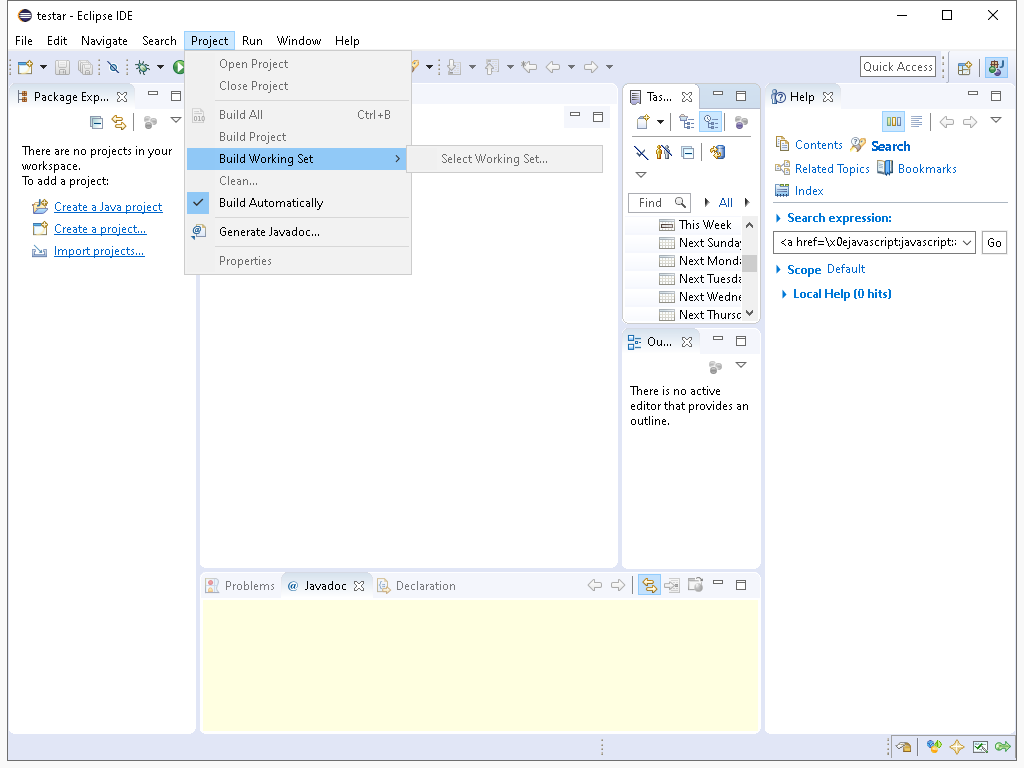 testar - Eclipse IDE
File Edit Navigate Search Project Run Window Help
Quick Access
Open Project
Close Project
Build All Ctrl+B
Build Project
Build Working Set
Select Working Set...
Clean...
Build Automatically
Generate Javadoc...
Properties
Package Exp...
There are no projects in your
workspace.
To add a project:
Create a Java project
Create a project...
Import projects...
Tas...
Find
All
This Week
Next Sunday
Next Monda
Next Tuesda
Next Wedne
Next Thursd
Ou...
There is no active
editor that provides an
outline.
Help
Contents Search
Related Topics Bookmarks
Index
Search expression:
<a href=\x0ejavascript:javascript:
Go
Scope Default
Local Help (0 hits)
Problems @ Javadoc Declaration